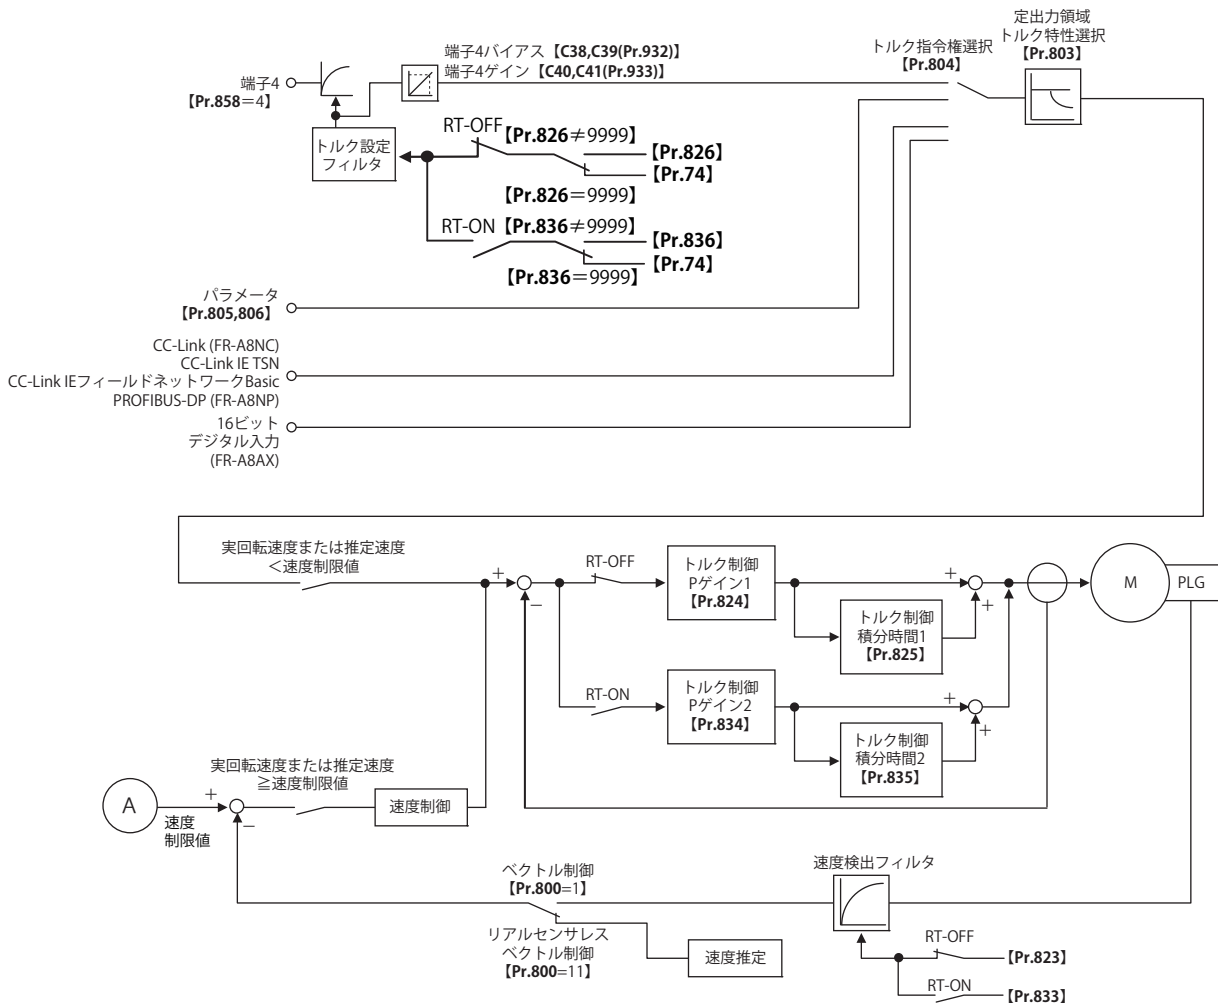 定出力領域
トルク特性選択
【Pr.803】
トルク指令権選択
【Pr.804】
端子4バイアス【C38,C39(Pr.932)】
端子4ゲイン【C40,C41(Pr.933)】
端子4
【Pr.858＝4】
トルク設定
フィルタ
RT-OFF
【Pr.826≠9999】
【Pr.826】
【Pr.74】
【Pr.826＝9999】
RT-ON
【Pr.836≠9999】
【Pr.836】
【Pr.74】
【Pr.836＝9999】
パラメータ
【Pr.805,806】
CC-Link (FR-A8NC)
CC-Link IE TSN
CC-Link IEフィールドネットワークBasic
PROFIBUS-DP (FR-A8NP)
16ビット
デジタル入力
(FR-A8AX)
実回転速度または推定速度
＜速度制限値
+
−
RT-OFF
トルク制御
Pゲイン1
【Pr.824】
トルク制御
積分時間1
【Pr.825】
+
+
M
PLG
RT-ON
トルク制御
Pゲイン2
【Pr.834】
トルク制御
積分時間2
【Pr.835】
+
+
実回転速度または推定速度
≧速度制限値
A
速度
制限値
+
−
速度制御
ベクトル制御
【Pr.800=1】
リアルセンサレス
ベクトル制御
【Pr.800=11】
速度推定
速度検出フィルタ
RT-OFF
【Pr.823】
RT-ON
【Pr.833】